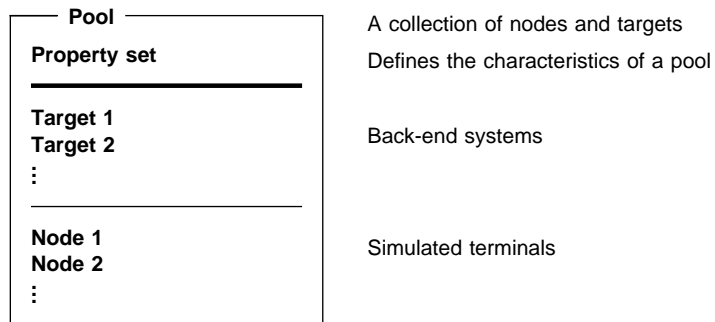 Pool
A collection of nodes and targets
Property set
Defines the characteristics of a pool
Target 1
Target 2
⋮
Back-end systems
Node 1
Node 2
⋮
Simulated terminals